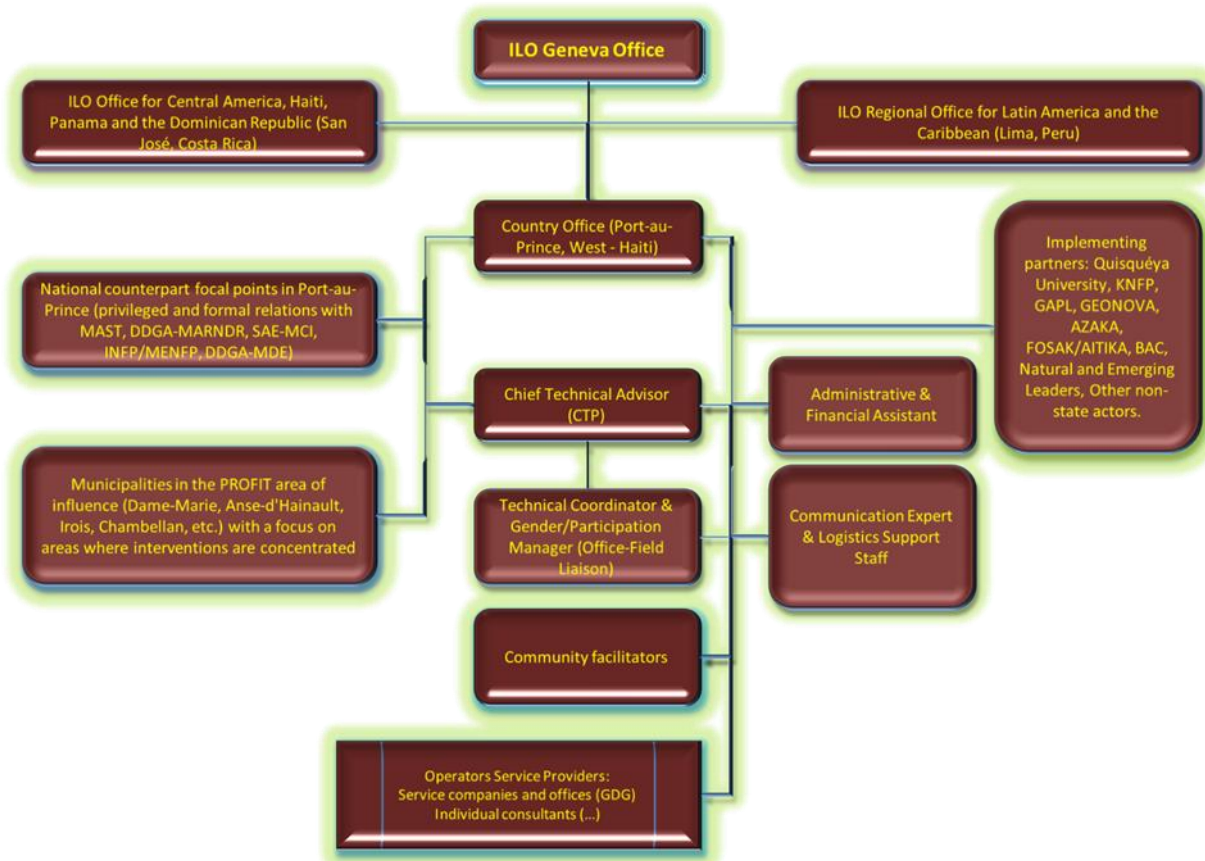 ILO Geneva Office
ILO Office for Central America, Haiti,
Panama and the Dominican Republic (San
José, Costa Rica)
ILO Regional Office for Latin America and the
Caribbean (Lima, Peru)
Country Office (Port-au-
Prince, West - Haiti)
Implementing
partners: Quisquéya
University, KNFP,
GAPL, GEONOVA,
AZAKA,
FOSAK/AITIKA, BAC,
Natural and Emerging
Leaders, Other non-
state actors.
National counterpart focal points in Port-au-
Prince (privileged and formal relations with
MAST, DDGA-MARNDR, SAE-MCI,
INFP/MENFP, DDGA-MDE)
Chief Technical Advisor
(CTP)
Administrative &
Financial Assistant
Municipalities in the PROFIT area of
influence (Dame-Marie, Anse-d'Hainault,
Irois, Chambellan, etc.) with a focus on
areas where interventions are concentrated
Technical Coordinator &
Gender/Participation
Manager (Office-Field
Liaison)
Communication Expert
& Logistics Support
Staff
Community facilitators
Operators Service Providers:
Service companies and offices (GDG)
Individual consultants (...)